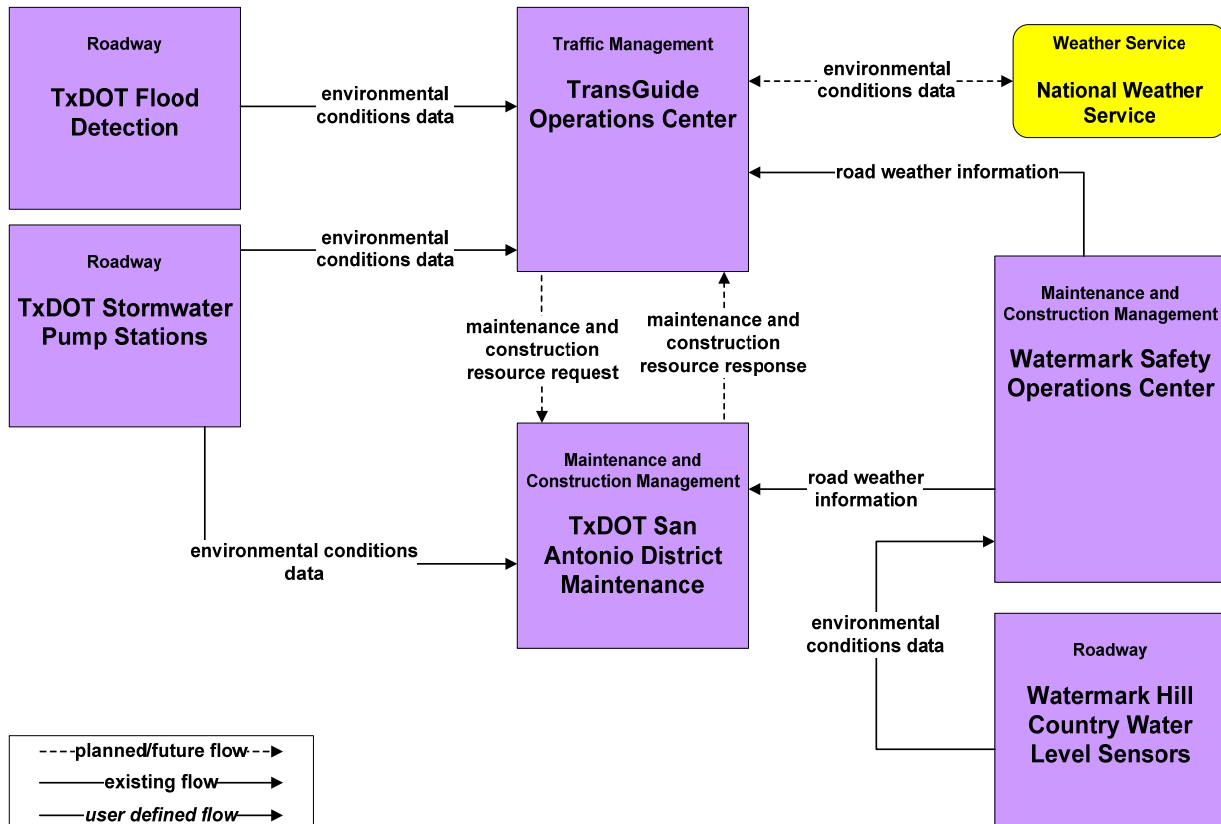 Roadway
TxDOT Flood
Detection
environmental
conditions data
Traffic Management
TransGuide
Operations Center
environmental
conditions data
Weather Service
National Weather
Service
road weather information
Roadway
TxDOT Stormwater
Pump Stations
environmental
conditions data
maintenance and
construction
resource request
maintenance and
construction
resource response
Maintenance and
Construction Management
Watermark Safety
Operations Center
Maintenance and
Construction Management
TxDOT San
Antonio District
Maintenance
road weather
information
environmental conditions
data
environmental
conditions data
Roadway
Watermark Hill
Country Water
Level Sensors
planned/future flow
existing flow
user defined flow